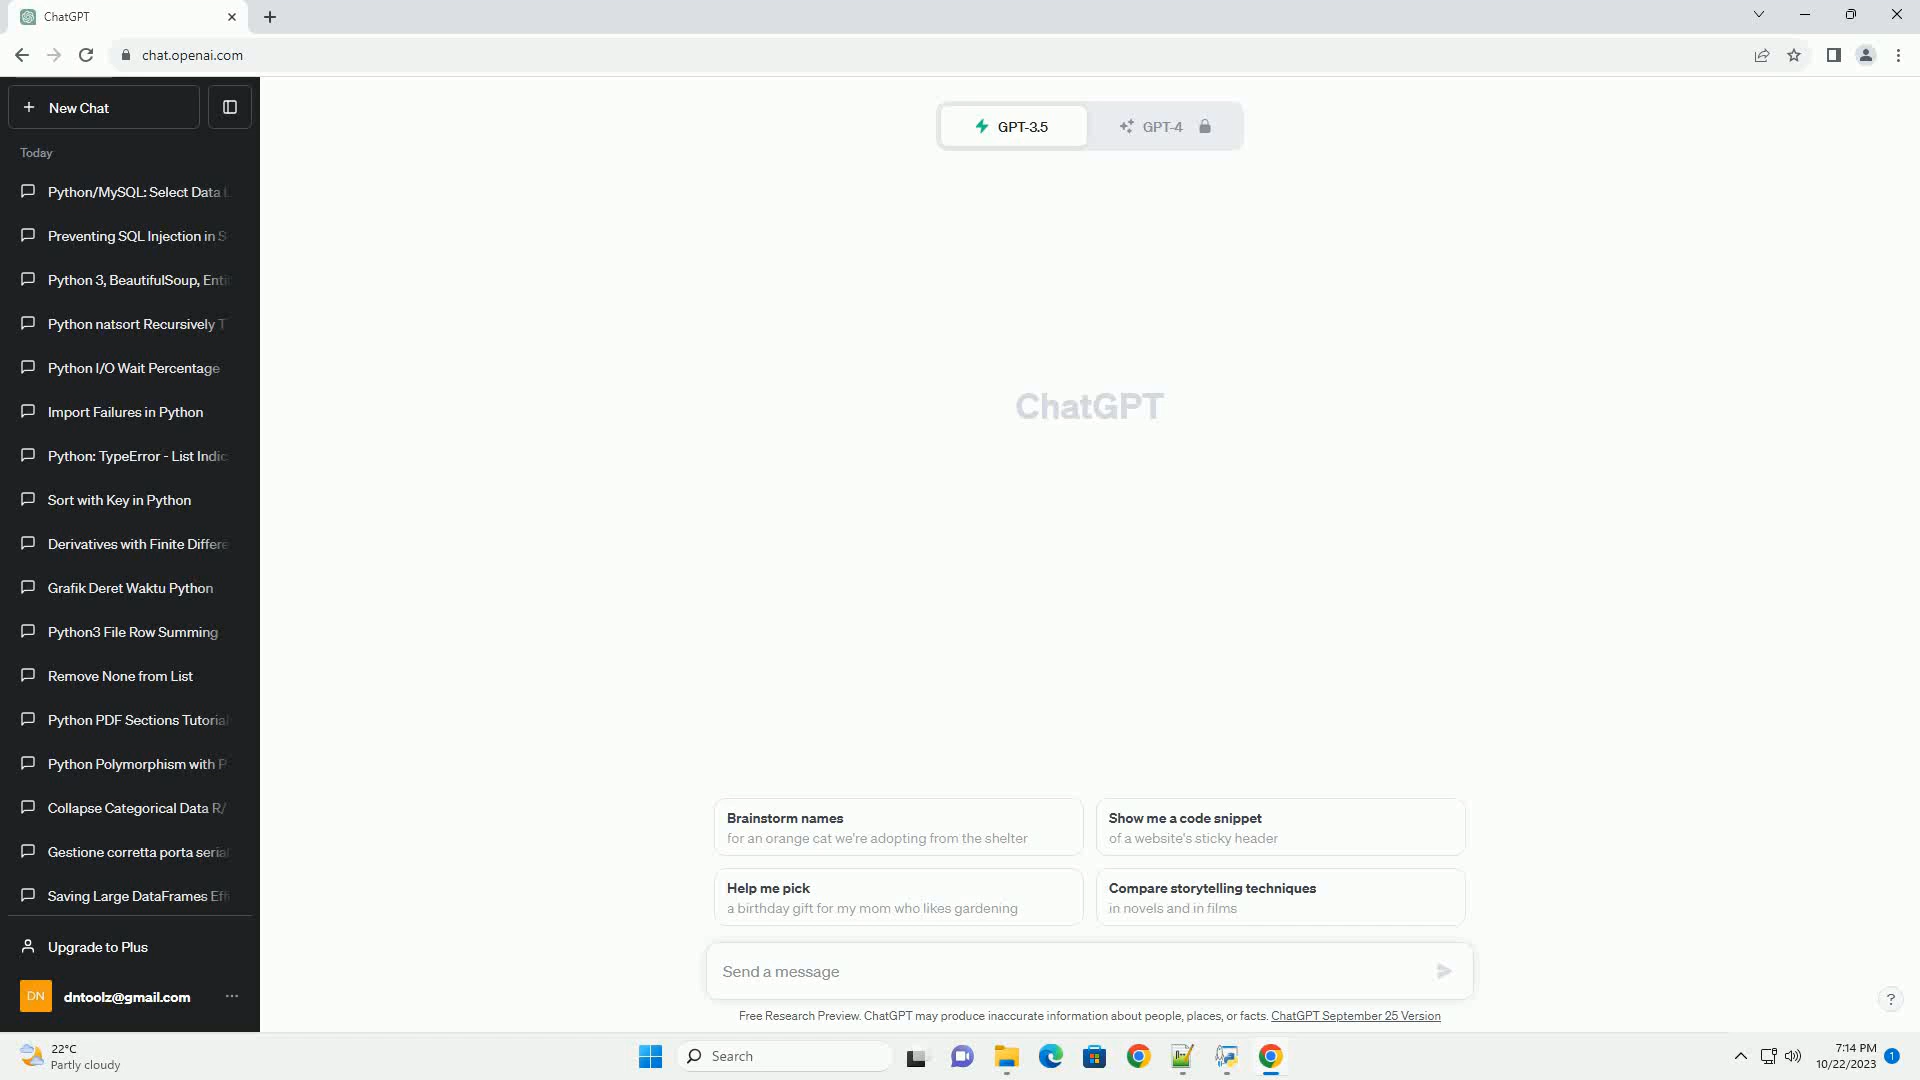 ChatGPT
chat.openai.com
New Chat
Today
Python/MySQL: Select Data
Preventing SQL Injection in S
Python 3, BeautifulSoup, Enti
Python natsort Recursively T
Python I/O Wait Percentage
Import Failures in Python
Python: TypeError - List Indic
Sort with Key in Python
Derivatives with Finite Differe
Grafik Deret Waktu Python
Python3 File Row Summing
Remove None from List
Python PDF Sections Tutorial
Python Polymorphism with P
Collapse Categorical Data R/
Gestione corretta porta serial
Saving Large DataFrames Effi
Upgrade to Plus
DN dntoolz@gmail.com
GPT-3.5
GPT-4
ChatGPT
Brainstorm names
for an orange cat we're adopting from the shelter
Show me a code snippet
of a website's sticky header
Help me pick
a birthday gift for my mom who likes gardening
Compare storytelling techniques
in novels and in films
Send a message
Free Research Preview. ChatGPT may produce inaccurate information about people, places, or facts. ChatGPT September 25 Version
?
22°C
Partly cloudy
Search
7:14 PM
10/22/2023
1